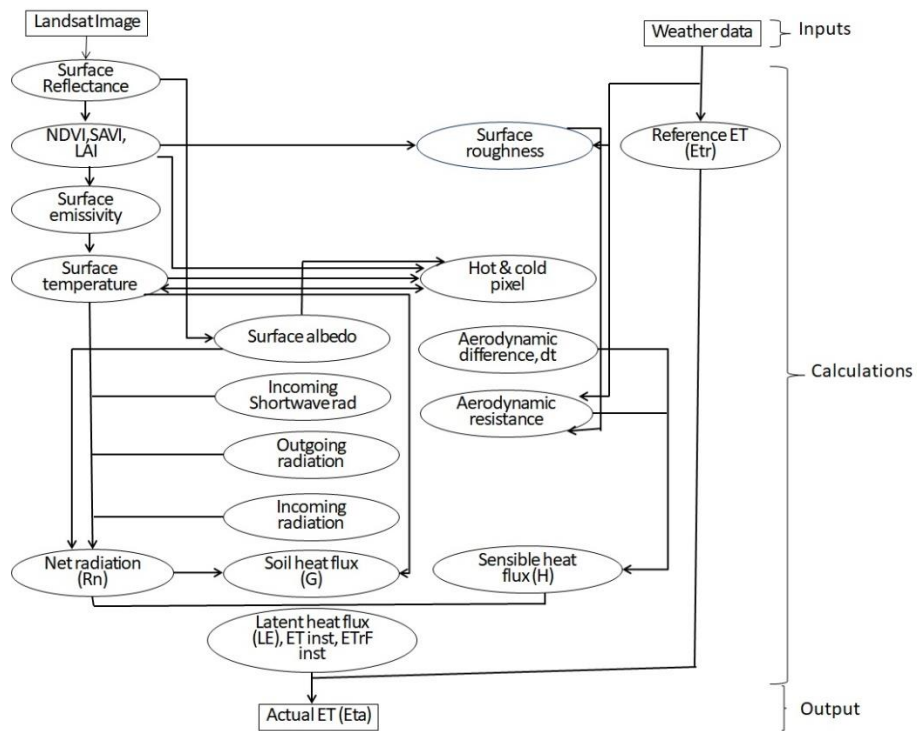 Landsat Image
Weather data
Inputs
Surface
Reflectance
NDVI,SAVI,
LAI
Surface
roughness
Reference ET
(Etr)
Surface
emissivity
Surface
temperature
Hot & cold
pixel
Surface albedo
Aerodynamic
difference, dt
Calculations
Incoming
Shortwave rad
Aerodynamic
resistance
Outgoing
radiation
Incoming
radiation
Net radiation
(Rn)
Soil heat flux
(G)
Sensible heat
flux (H)
Latent heat flux
(LE), ET inst, ETrF
inst
Actual ET (Eta)
Output